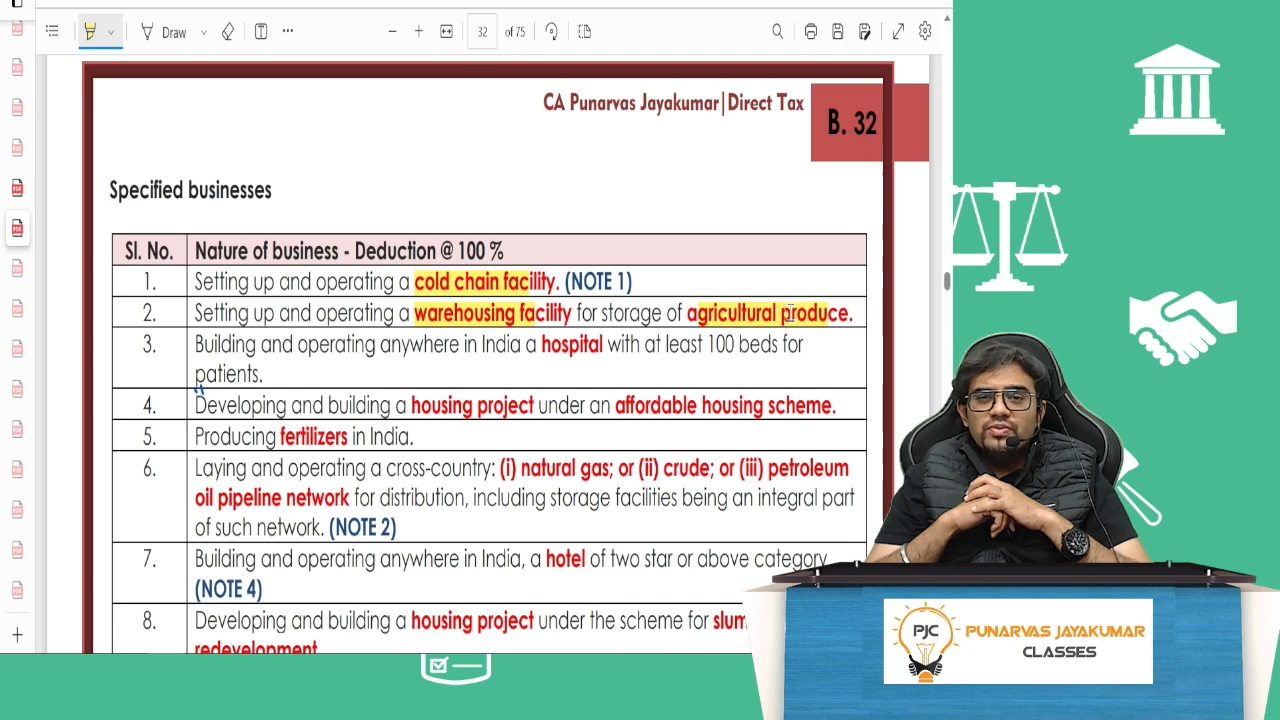 Draw
32
of 75
CA Punarvas Jayakumar|Direct Tax
B. 32
Specified businesses
Sl. No. Nature of business - Deduction @ 100 %
1. Setting up and operating a cold chain facility. (NOTE 1)
2. Setting up and operating a warehousing facility for storage of agricultural produce.
3. Building and operating anywhere in India a hospital with at least 100 beds for
patients.
4. Developing and building a housing project under an affordable housing scheme.
5. Producing fertilizers in India.
6. Laying and operating a cross-country: (i) natural gas; or (ii) crude; or (iii) petroleum
oil pipeline network for distribution, including storage facilities being an integral part
of such network. (NOTE 2)
7. Building and operating anywhere in India, a hotel of two star or above category
(NOTE 4)
8. Developing and building a housing project under the scheme for slum
redevelopment
PJC
PUNARVAS JAYAKUMAR
CLASSES